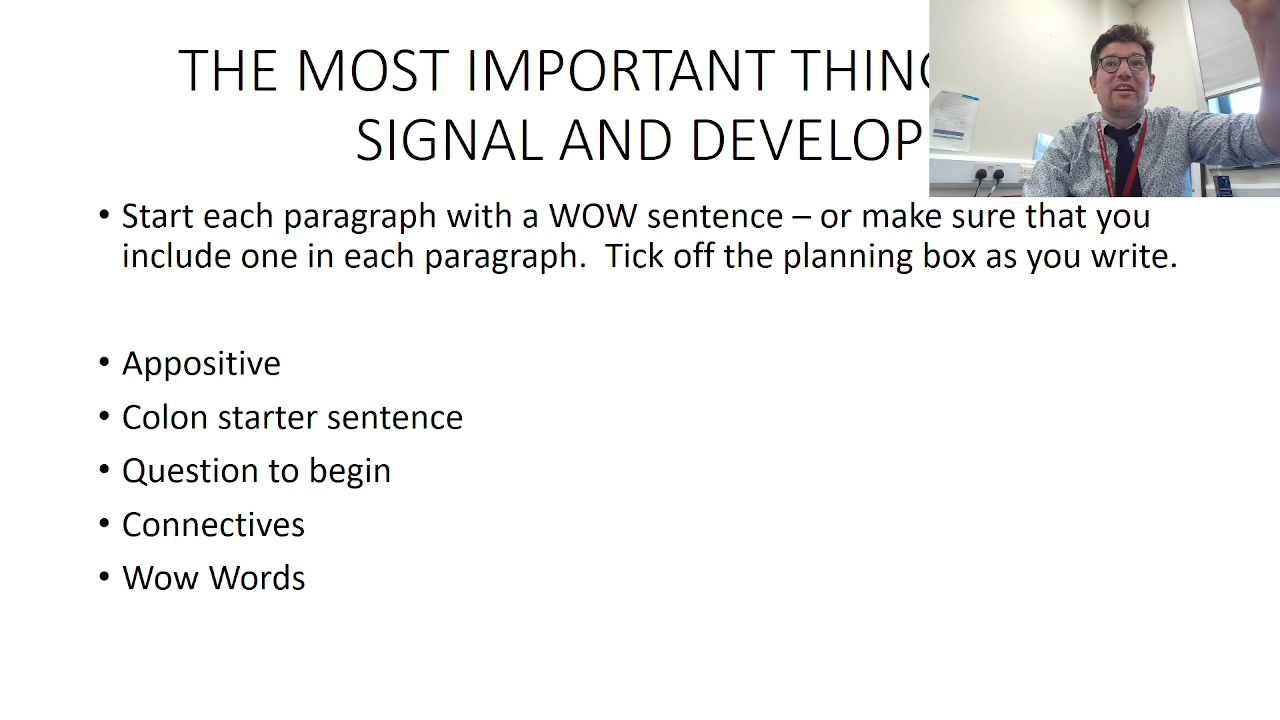 THE MOST IMPORTANT THING
SIGNAL AND DEVELOP
• Start each paragraph with a WOW sentence – or make sure that you
include one in each paragraph.  Tick off the planning box as you write.
• Appositive
• Colon starter sentence
• Question to begin
• Connectives
• Wow Words